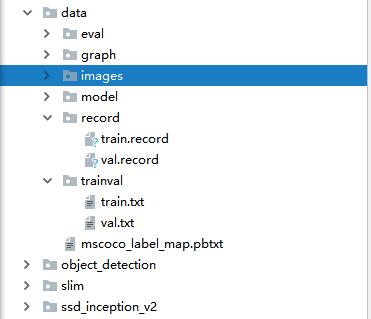 data
eval
graph
images
model
record
train.record
val.record
trainval
train.txt
val.txt
mscoco_label_map.pbtxt
object_detection
slim
ssd_inception_v2